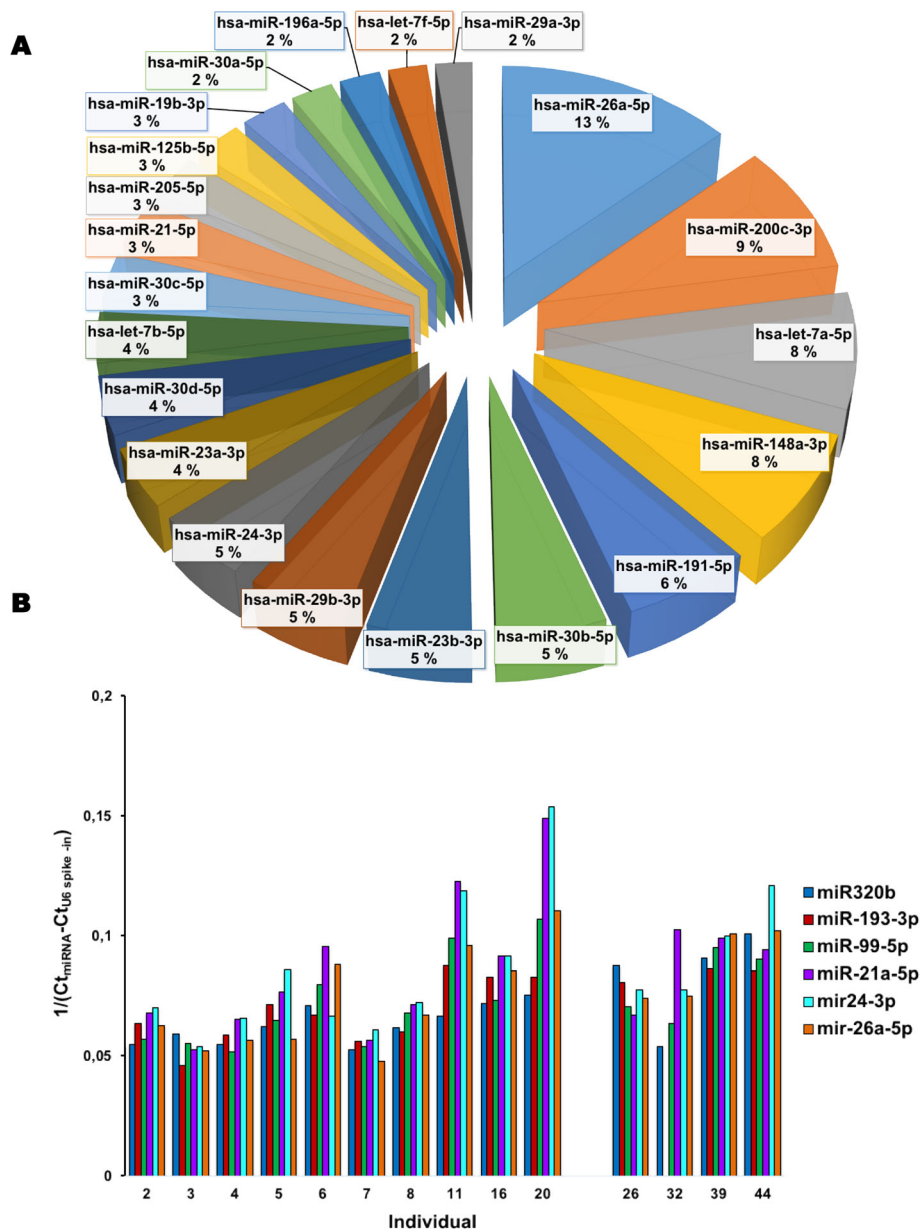 A
hsa-miR-196a-5p
2 %
hsa-let-7f-5p
2 %
hsa-miR-29a-3p
2 %
hsa-miR-30a-5p
2 %
hsa-miR-19b-3p
3 %
hsa-miR-125b-5p
3 %
hsa-miR-205-5p
3 %
hsa-miR-21-5p
3 %
hsa-miR-30c-5p
3 %
hsa-let-7b-5p
4 %
hsa-miR-30d-5p
4 %
hsa-miR-23a-3p
4 %
hsa-miR-24-3p
5 %
hsa-miR-29b-3p
5 %
hsa-miR-23b-3p
5 %
hsa-miR-30b-5p
5 %
hsa-miR-191-5p
6 %
hsa-miR-148a-3p
8 %
hsa-let-7a-5p
8 %
hsa-miR-200c-3p
9 %
hsa-miR-26a-5p
13 %
B
1/(CtmiRNA-CtU6 spike -in)
0,2
0,15
0,1
0,05
0
2 3 4 5 6 7 8 11 16 20 26 32 39 44
Individual
miR320b
miR-193-3p
miR-99-5p
miR-21a-5p
mir24-3p
mir-26a-5p